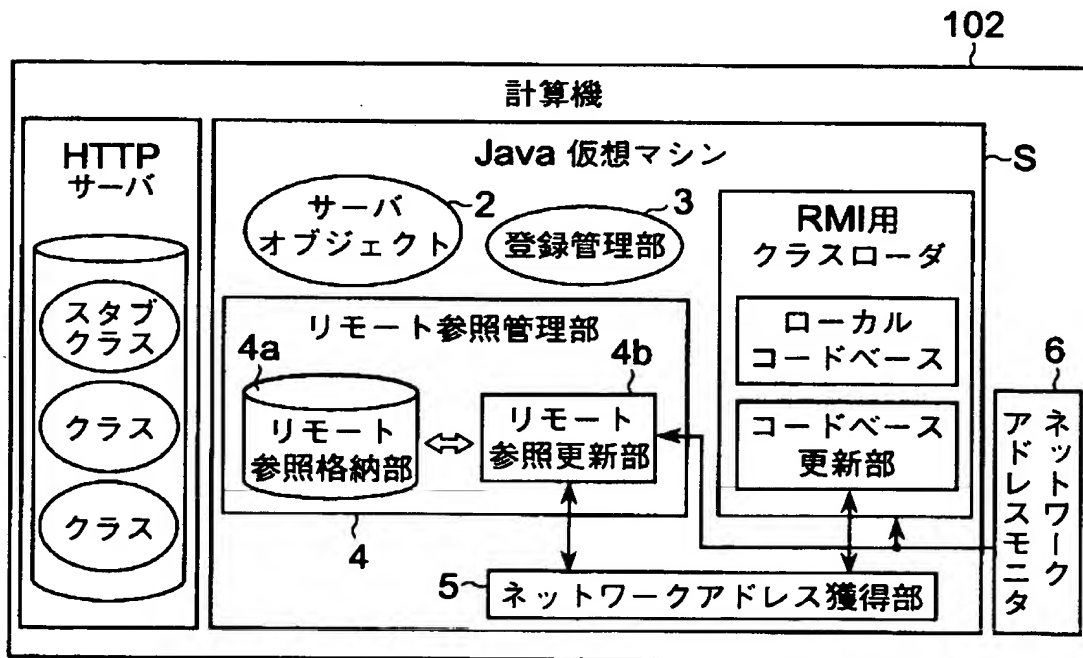 102
計算機
HTTP
サーバ
スタブ
クラス
クラス
クラス
Java 仮想マシン
S
サーバ
オブジェクト
2
登録管理部
3
リモート参照管理部
4a
リモート
参照格納部
4b
リモート
参照更新部
4
RMI用
クラスローダ
ローカル
コードベース
コードベース
更新部
5
ネットワークアドレス獲得部
6
ネットワーク
アドレスモニタ